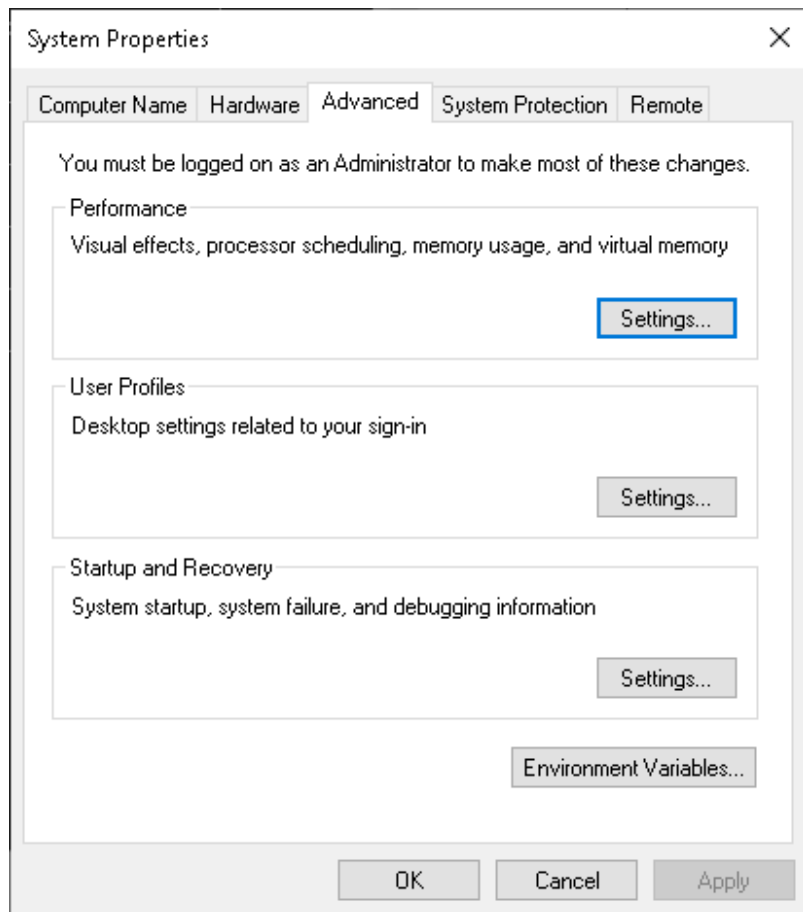 System Properties
Computer Name
Hardware
Advanced
System Protection
Remote
You must be logged on as an Administrator to make most of these changes.
Performance
Visual effects, processor scheduling, memory usage, and virtual memory
Settings...
User Profiles
Desktop settings related to your sign-in
Settings...
Startup and Recovery
System startup, system failure, and debugging information
Settings...
Environment Variables...
OK
Cancel
Apply